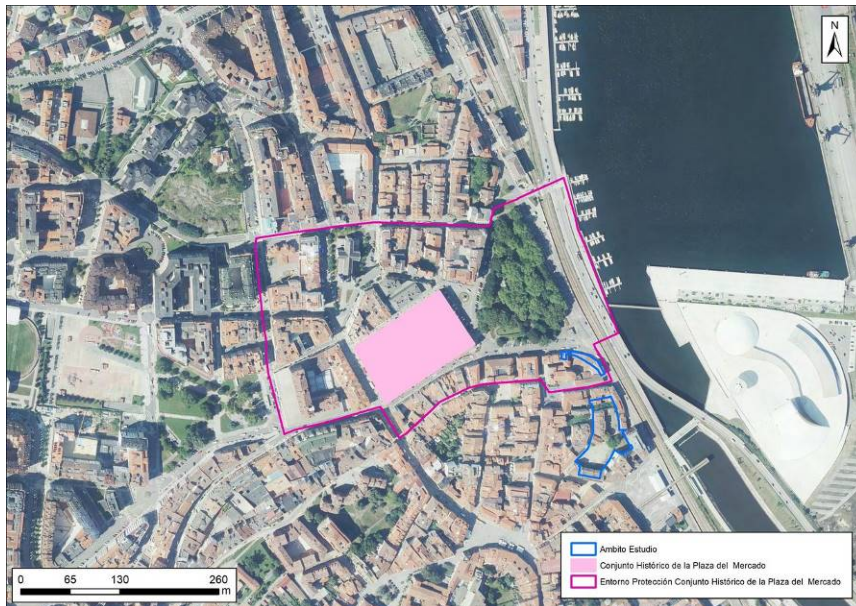 N
Ambito Estudio
Conjunto Histórico de la Plaza del Mercado
Entorno Protección Conjunto Histórico de la Plaza del Mercado
0 65 130 260
m